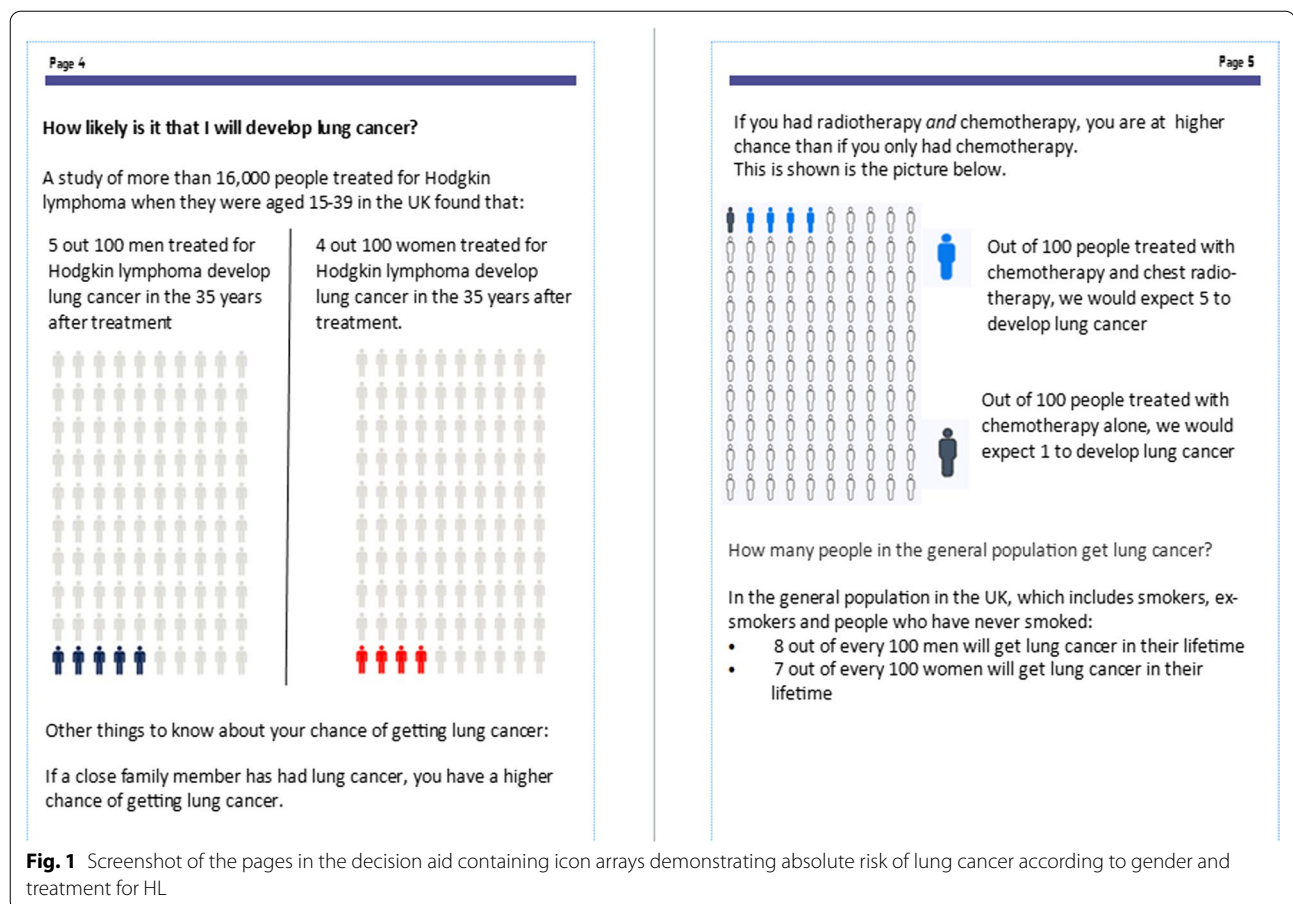 Page 4
How likely is it that I will develop lung cancer?
A study of more than 16,000 people treated for Hodgkin
lymphoma when they were aged 15-39 in the UK found that:
5 out 100 men treated for
Hodgkin lymphoma develop
lung cancer in the 35 years
after treatment
4 out 100 women treated for
Hodgkin lymphoma develop
lung cancer in the 35 years after
treatment.
Other things to know about your chance of getting lung cancer:
If a close family member has had lung cancer, you have a higher
chance of getting lung cancer.
Page 5
If you had radiotherapy and chemotherapy, you are at higher
chance than if you only had chemotherapy.
This is shown is the picture below.
Out of 100 people treated with
chemotherapy and chest radio-
therapy, we would expect 5 to
develop lung cancer
Out of 100 people treated with
chemotherapy alone, we would
expect 1 to develop lung cancer
How many people in the general population get lung cancer?
In the general population in the UK, which includes smokers, ex-
smokers and people who have never smoked:
• 8 out of every 100 men will get lung cancer in their lifetime
• 7 out of every 100 women will get lung cancer in their
lifetime
Fig. 1 Screenshot of the pages in the decision aid containing icon arrays demonstrating absolute risk of lung cancer according to gender and
treatment for HL